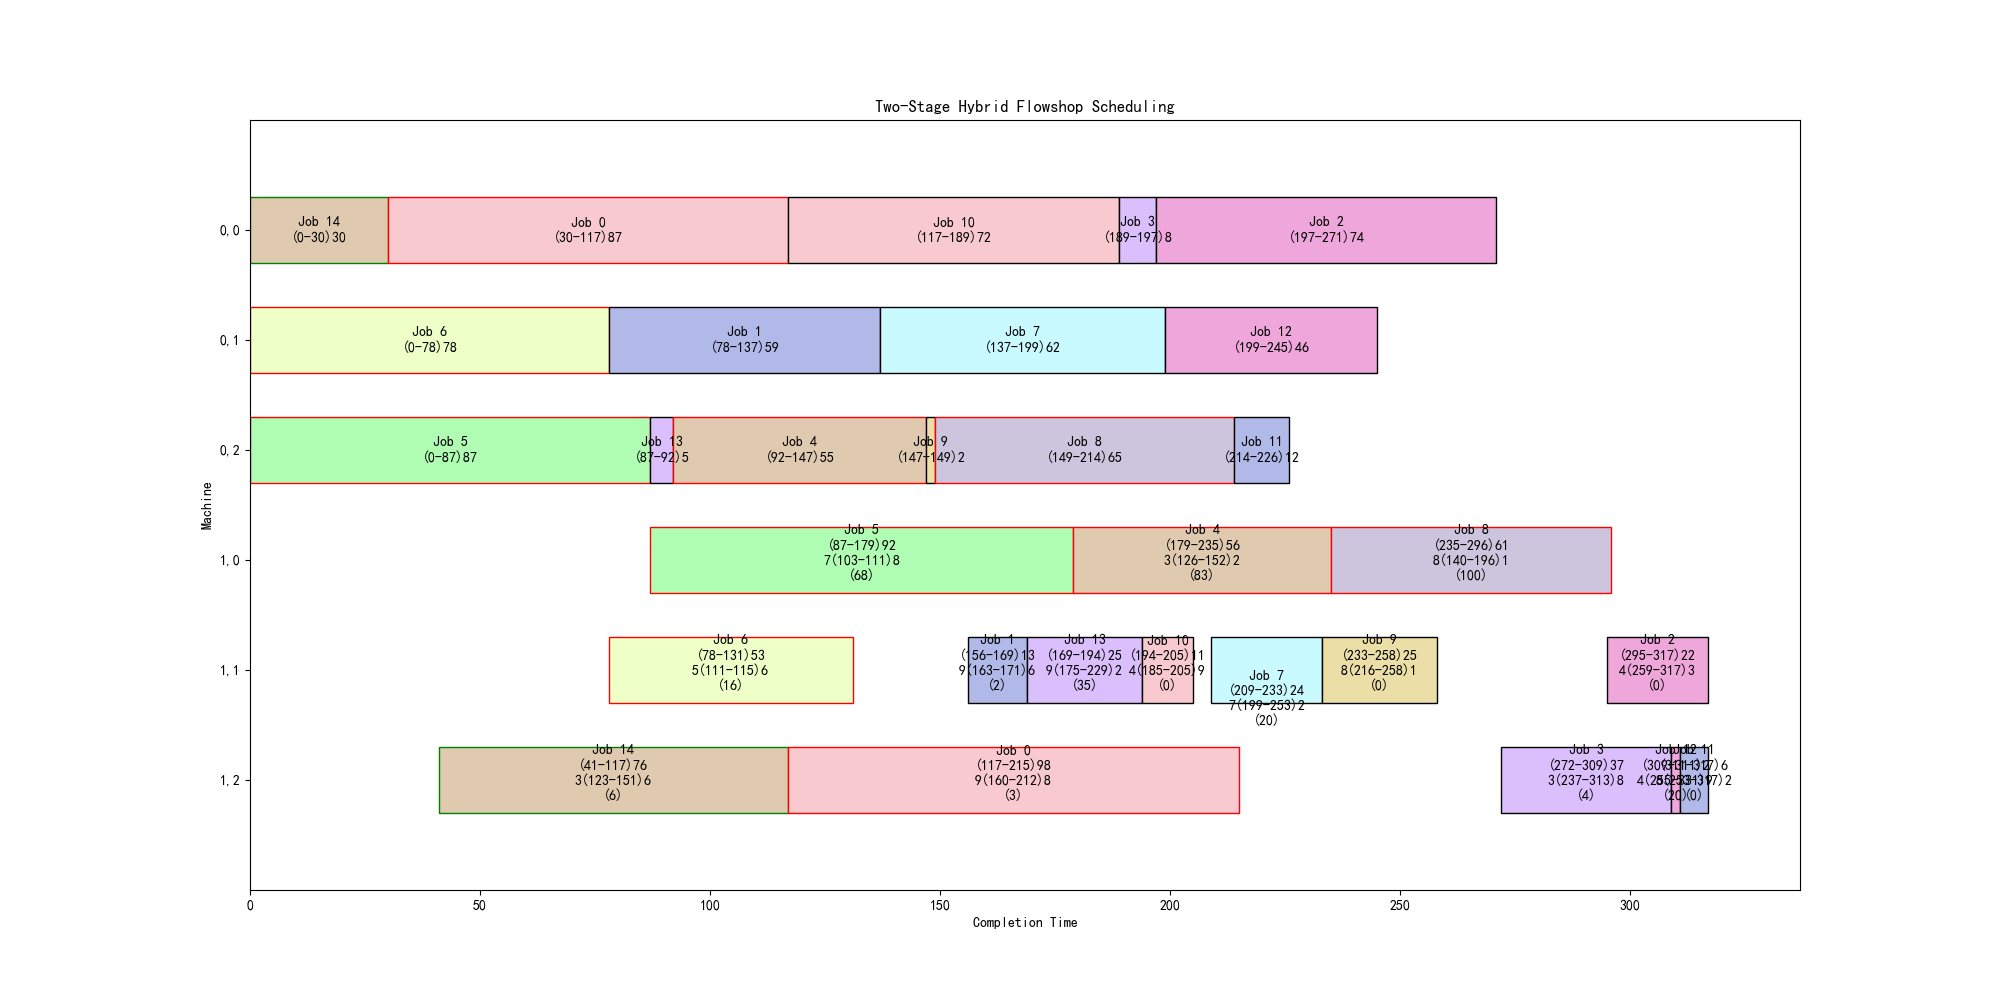 Two-Stage Hybrid Flowshop Scheduling
0,0
Job 14
(0-30)30
Job 0
(30-117)87
Job 10
(117-189)72
Job 3
(189-197)8
Job 2
(197-271)74
0,1
Job 6
(0-78)78
Job 1
(78-137)59
Job 7
(137-199)62
Job 12
(199-245)46
0,2
Job 5
(0-87)87
Job 13
(87-92)5
Job 4
(92-147)55
Job 9
(147-149)2
Job 8
(149-214)65
Job 11
(214-226)12
Machine
1,0
Job 5
(87-179)92
7(103-111)8
(68)
Job 4
(179-235)56
3(126-152)2
(83)
Job 8
(235-296)61
8(140-196)1
(100)
1,1
Job 6
(78-131)53
5(111-115)6
(16)
Job 1
(156-169)13
9(163-171)6
(2)
Job 13
(169-194)25
9(175-229)2
(35)
Job 10
(194-205)11
4(185-205)9
(0)
Job 7
(209-233)24
7(199-253)2
(20)
Job 9
(233-258)25
8(216-258)1
(0)
Job 2
(295-317)22
4(259-317)3
(0)
1,2
Job 14
(41-117)76
3(123-151)6
(6)
Job 0
(117-215)98
9(160-212)8
(3)
Job 3
(272-309)37
3(237-313)8
(4)
(20)
(0)
0
50
100
150
200
250
300
Completion Time